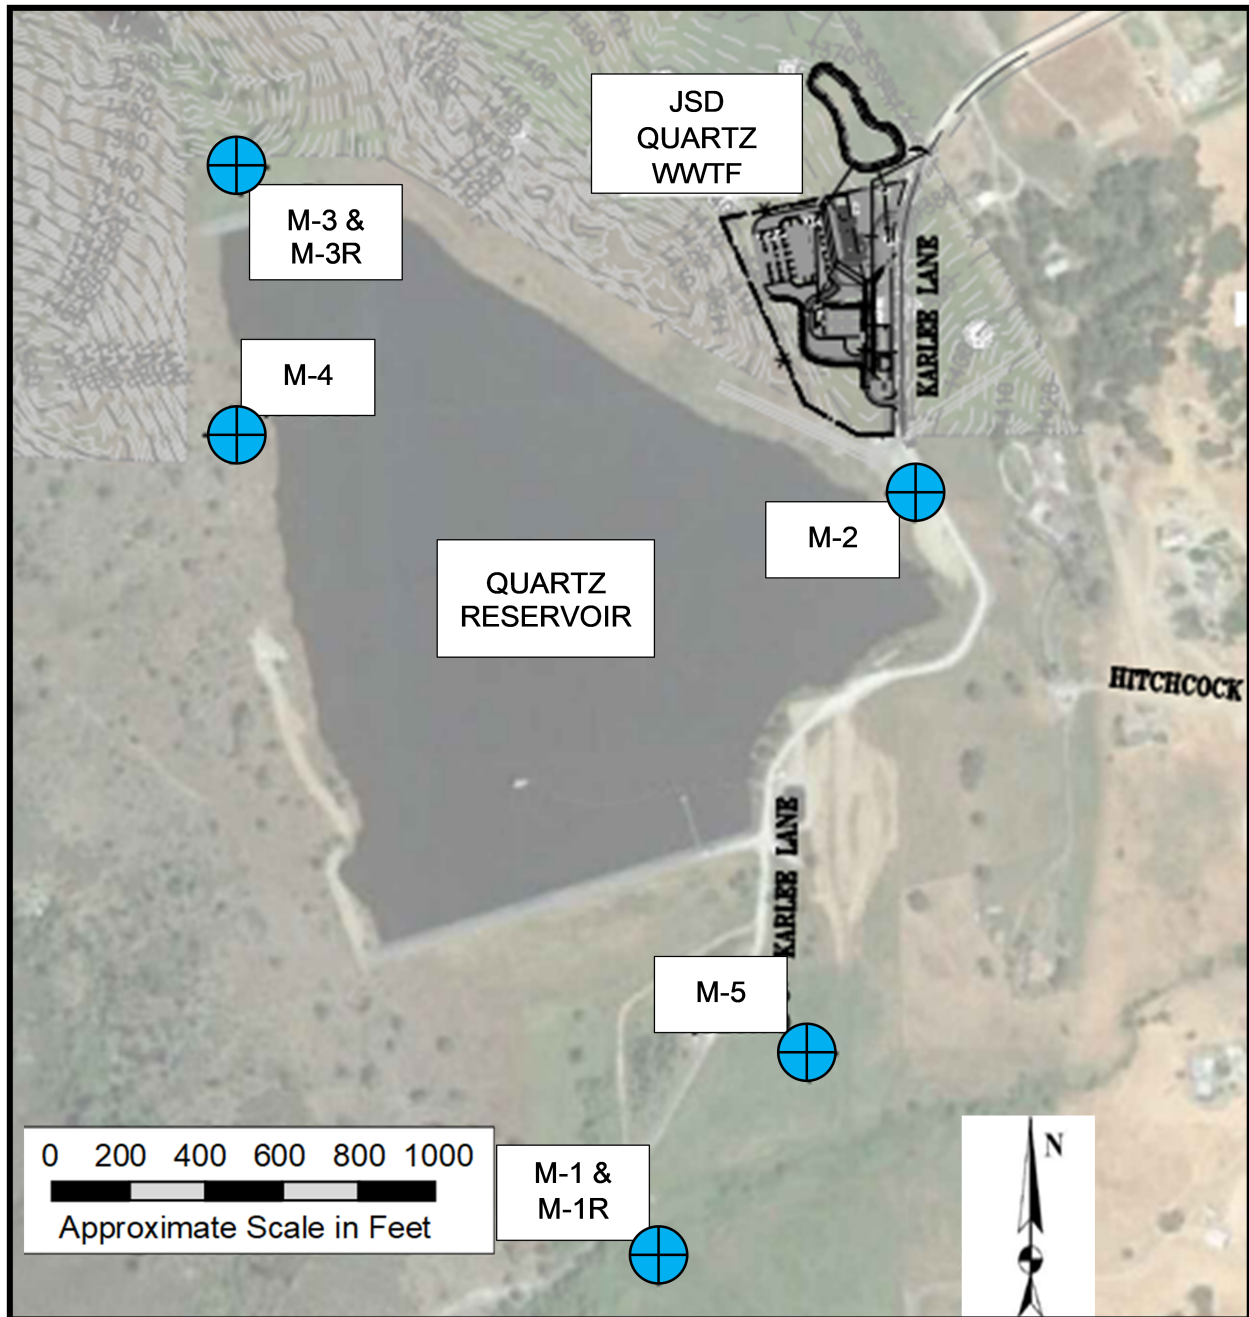 JSD
QUARTZ
WWTF
M-3 &
M-3R
KARLEE LANE
M-4
M-2
QUARTZ
RESERVOIR
HITCHCOCK
KARLEE LANE
M-5
0 200 400 600 800 1000
Approximate Scale in Feet
M-1 &
M-1R
N